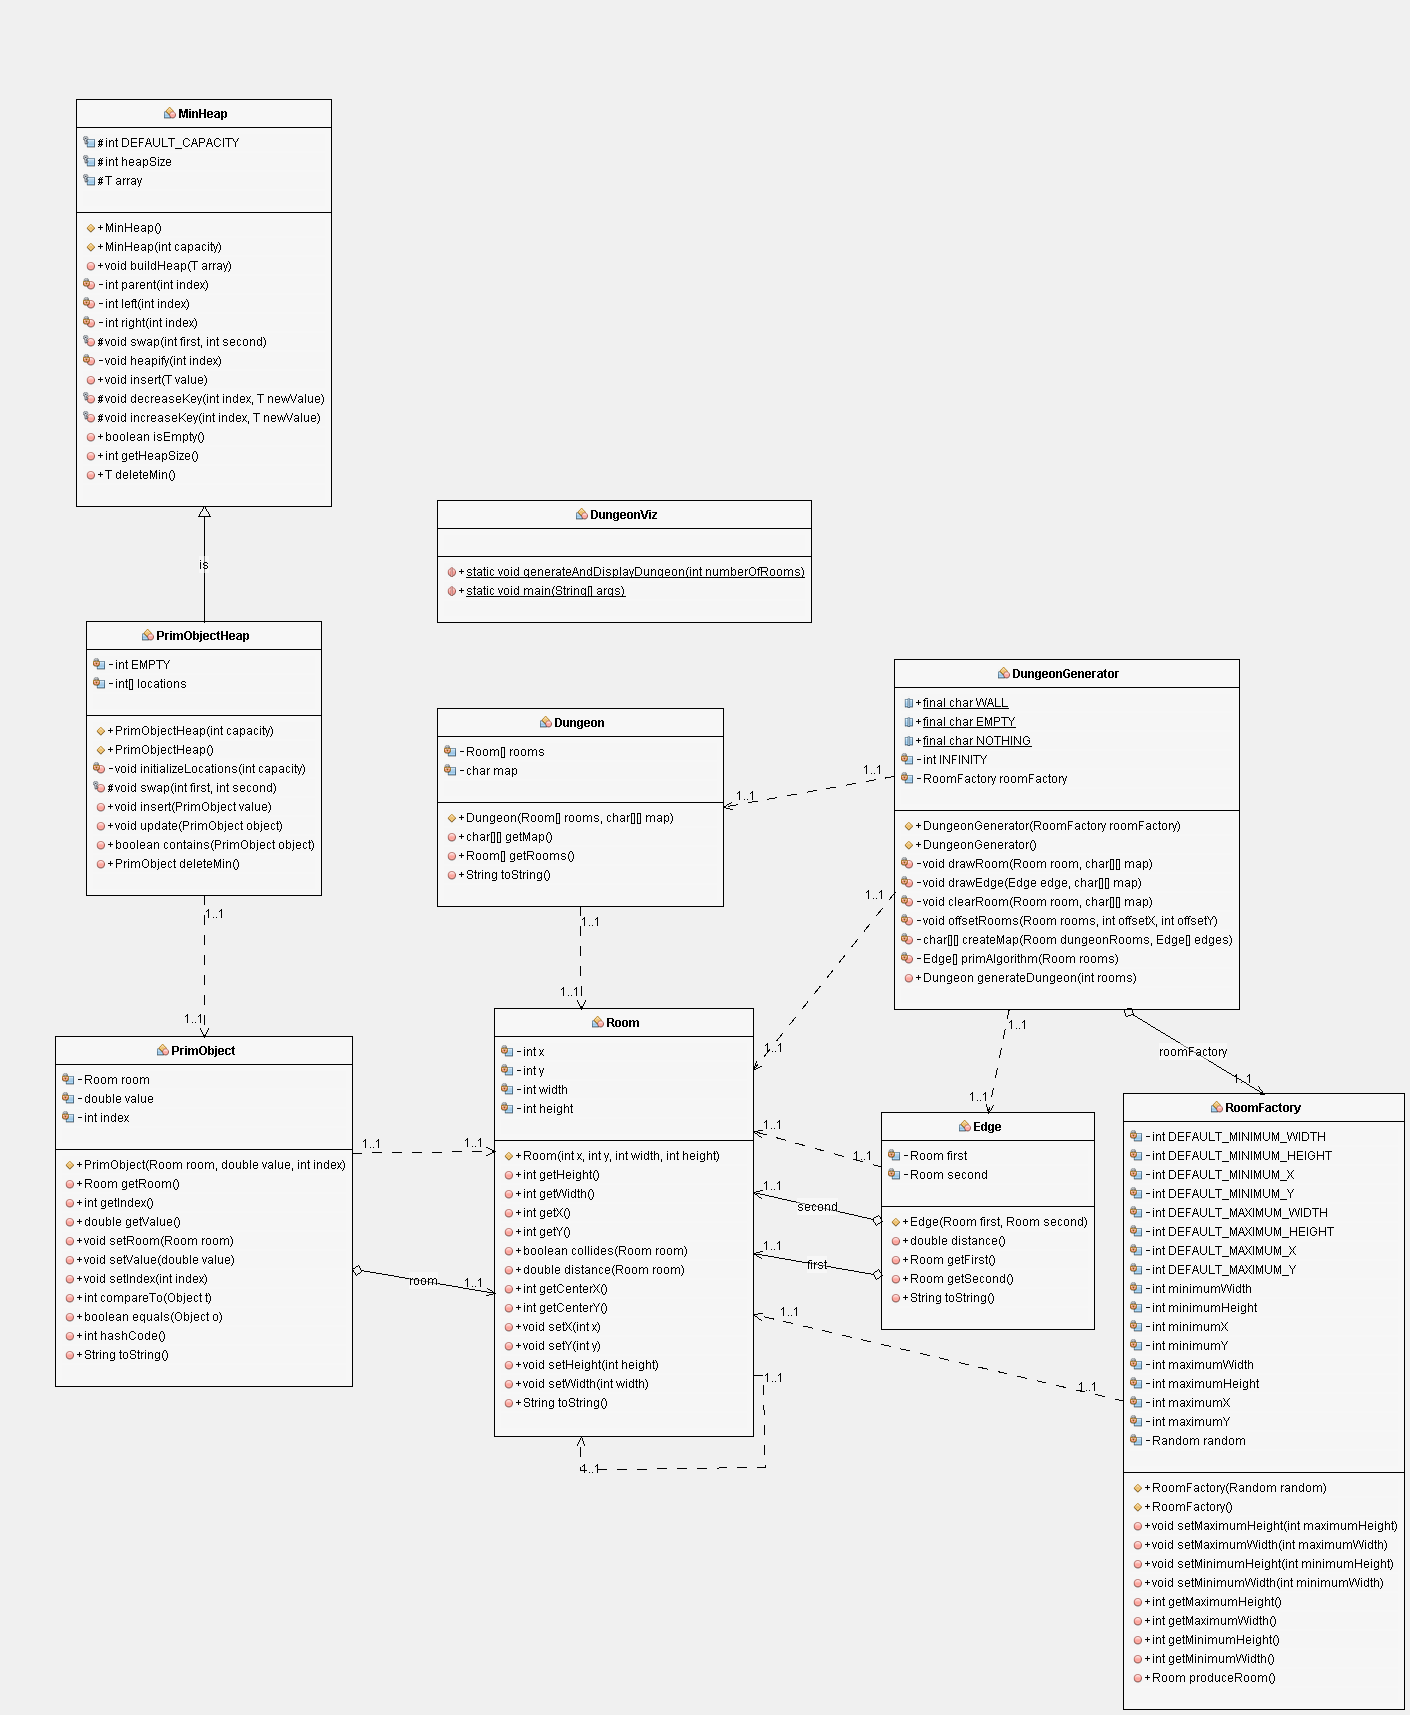 MinHeap
#int DEFAULT_CAPACITY
#int heapSize
#T array
+MinHeap()
+MinHeap(int capacity)
+void buildHeap(T array)
-int parent(int index)
-int left(int index)
-int right(int index)
#void swap(int first, int second)
-void heapify(int index)
+void insert(T value)
#void decreaseKey(int index, T newValue)
#void increaseKey(int index, T newValue)
+boolean isEmpty()
+int getHeapSize()
+T deleteMin()
is
DungeonViz
+static void generateAndDisplayDungeon(int numberOfRooms)
+static void main(String[] args)
PrimObjectHeap
-int EMPTY
-int[] locations
+PrimObjectHeap(int capacity)
+PrimObjectHeap()
-void initializeLocations(int capacity)
#void swap(int first, int second)
+void insert(PrimObject value)
+void update(PrimObject object)
+boolean contains(PrimObject object)
+PrimObject deleteMin()
1..1
1..1
Dungeon
-Room[] rooms
-char map
+Dungeon(Room[] rooms, char[][] map)
+char[][] getMap()
+Room[] getRooms()
+String toString()
1..1
1..1
DungeonGenerator
+final char WALL
+final char EMPTY
+final char NOTHING
-int INFINITY
-RoomFactory roomFactory
+DungeonGenerator(RoomFactory roomFactory)
+DungeonGenerator()
-void drawRoom(Room room, char[][] map)
-void drawEdge(Edge edge, char[][] map)
-void clearRoom(Room room, char[][] map)
-void offsetRooms(Room rooms, int offsetX, int offsetY)
-char[][] createMap(Room dungeonRooms, Edge[] edges)
-Edge[] primAlgorithm(Room rooms)
+Dungeon generateDungeon(int rooms)
1..1
1..1
1..1
1..1
1..1
1..1
roomFactory
1..1
PrimObject
-Room room
-double value
-int index
+PrimObject(Room room, double value, int index)
+Room getRoom()
+int getIndex()
+double getValue()
+void setRoom(Room room)
+void setValue(double value)
+void setIndex(int index)
+int compareTo(Object t)
+boolean equals(Object o)
+int hashCode()
+String toString()
1..1
1..1
room
1..1
Room
-int x
-int y
-int width
-int height
+Room(int x, int y, int width, int height)
+int getHeight()
+int getWidth()
+int getX()
+int getY()
+boolean collides(Room room)
+double distance(Room room)
+int getCenterX()
+int getCenterY()
+void setX(int x)
+void setY(int y)
+void setHeight(int height)
+void setWidth(int width)
+String toString()
1..1
1..1
Edge
-Room first
-Room second
+Edge(Room first, Room second)
+double distance()
+Room getFirst()
+Room getSecond()
+String toString()
1..1
1..1
1..1
second
1..1
first
1..1
1..1
RoomFactory
-int DEFAULT_MINIMUM_WIDTH
-int DEFAULT_MINIMUM_HEIGHT
-int DEFAULT_MINIMUM_X
-int DEFAULT_MINIMUM_Y
-int DEFAULT_MAXIMUM_WIDTH
-int DEFAULT_MAXIMUM_HEIGHT
-int DEFAULT_MAXIMUM_X
-int DEFAULT_MAXIMUM_Y
-int minimumWidth
-int minimumHeight
-int minimumX
-int minimumY
-int maximumWidth
-int maximumHeight
-int maximumX
-int maximumY
-Random random
+RoomFactory(Random random)
+RoomFactory()
+void setMaximumHeight(int maximumHeight)
+void setMaximumWidth(int maximumWidth)
+void setMinimumHeight(int minimumHeight)
+void setMinimumWidth(int minimumWidth)
+int getMaximumHeight()
+int getMaximumWidth()
+int getMinimumHeight()
+int getMinimumWidth()
+Room produceRoom()